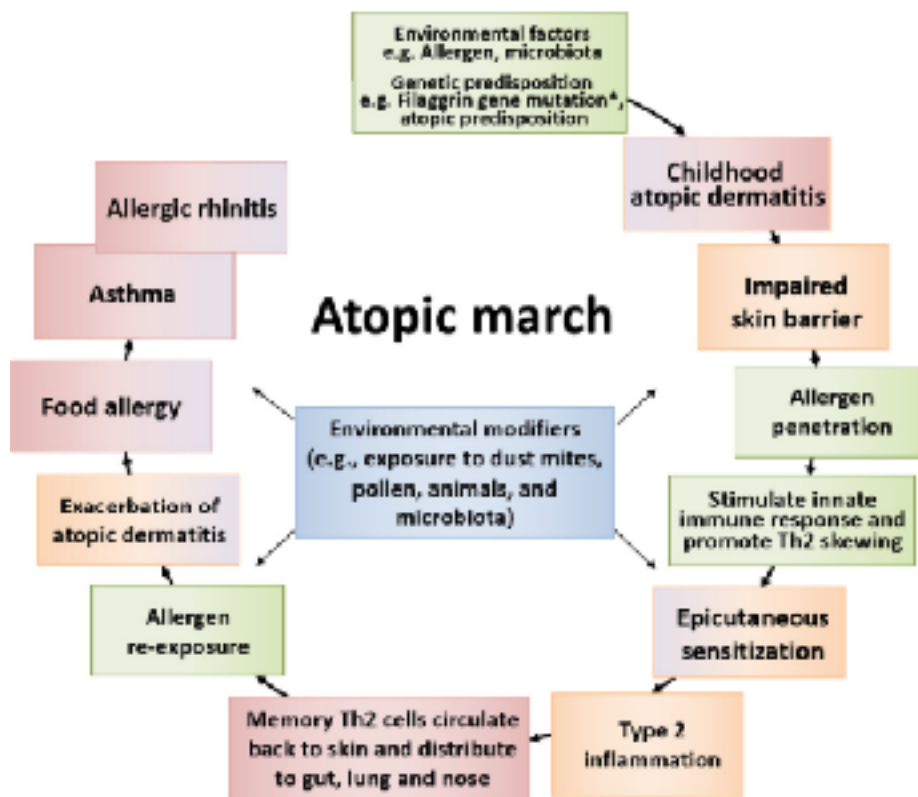 Environmental factors
e.g. Allergen, microbiota
Genetic predisposition
e.g. Filaggrin gene mutation*,
atopic predisposition
Childhood
atopic dermatitis
Impaired
skin barrier
Allergen
penetration
Stimulate innate
immune response and
promote Th2 skewing
Epicutaneous
sensitization
Type 2
inflammation
Memory Th2 cells circulate
back to skin and distribute
to gut, lung and nose
Allergen
re-exposure
Exacerbation of
atopic dermatitis
Food allergy
Asthma
Allergic rhinitis
Atopic march
Environmental modifiers
(e.g., exposure to dust mites,
pollen, animals, and
microbiota)